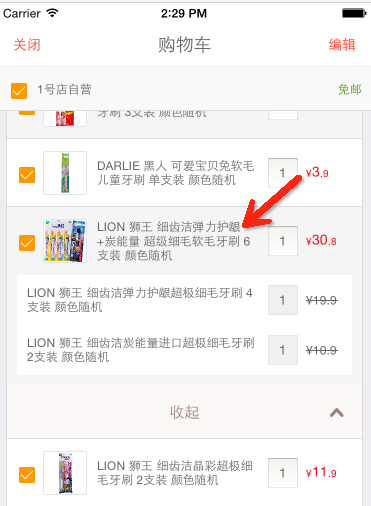 Carrier 2:29 PM
关闭 购物车 编辑
1号店自营 免邮
牙刷 3支装 颜色随机
DARLIE 黑人 可爱宝贝兔软毛
儿童牙刷 单支装 颜色随机
1 ¥3.9
LION 狮王 细齿洁弹力护龈
+炭能量 超级细毛软毛牙刷 6
支装 颜色随机
1 ¥30.8
LION 狮王 细齿洁弹力护龈超极细毛牙刷 4
支装 颜色随机
1 ¥19.9
LION 狮王 细齿洁炭能量进口超极细毛牙刷
2支装 颜色随机
1 ¥10.9
收起
LION 狮王 细齿洁晶彩超极细
毛牙刷 2支装 颜色随机
1 ¥11.9